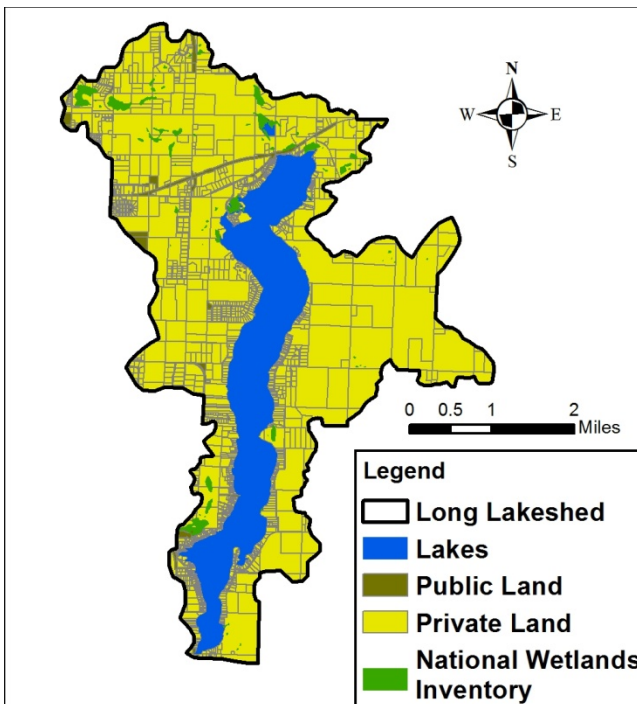 N
W E
S
0 0.5 1 2
Miles
Legend
Long Lakeshed
Lakes
Public Land
Private Land
National Wetlands
Inventory